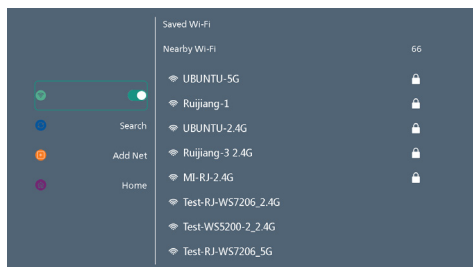 Saved Wi-Fi
Nearby Wi-Fi 66
UBUNTU-5G
Ruijiang-1
UBUNTU-2.4G
Ruijiang-3 2.4G
MI-RJ-2.4G
Test-RJ-WS7206_2.4G
Test-WS5200-2_2.4G
Test-RJ-WS7206_5G
Search
Add Net
Home